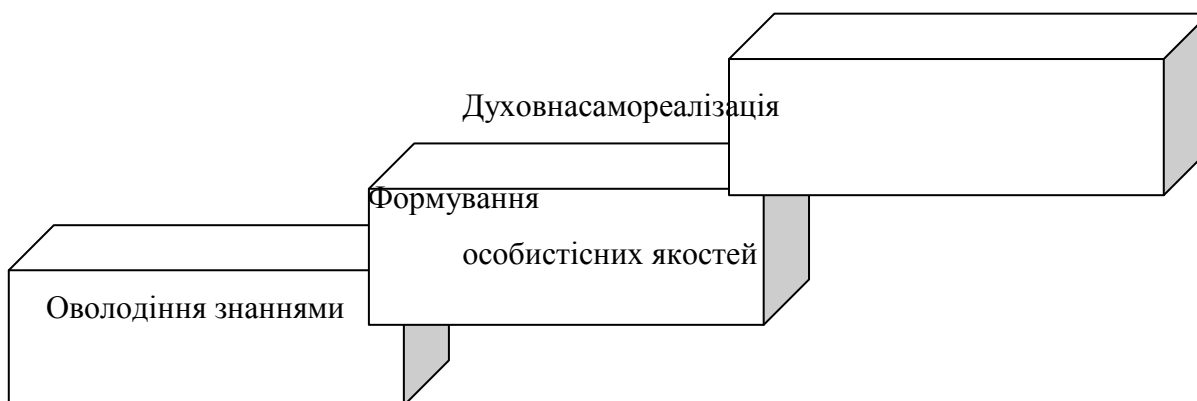 Духовнасамореалізація
Формування
особистісних якостей
Оволодіння знаннями